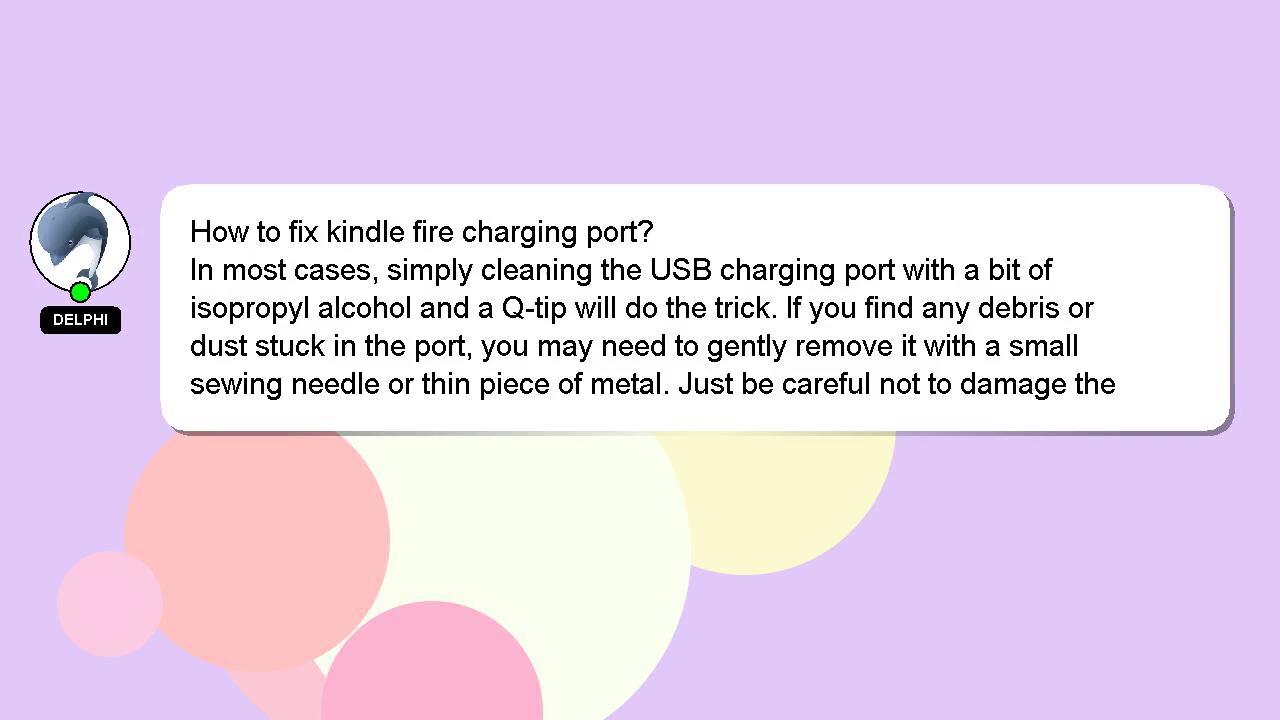 DELPHI
How to fix kindle fire charging port?
In most cases, simply cleaning the USB charging port with a bit of
isopropyl alcohol and a Q-tip will do the trick. If you find any debris or
dust stuck in the port, you may need to gently remove it with a small
sewing needle or thin piece of metal. Just be careful not to damage the